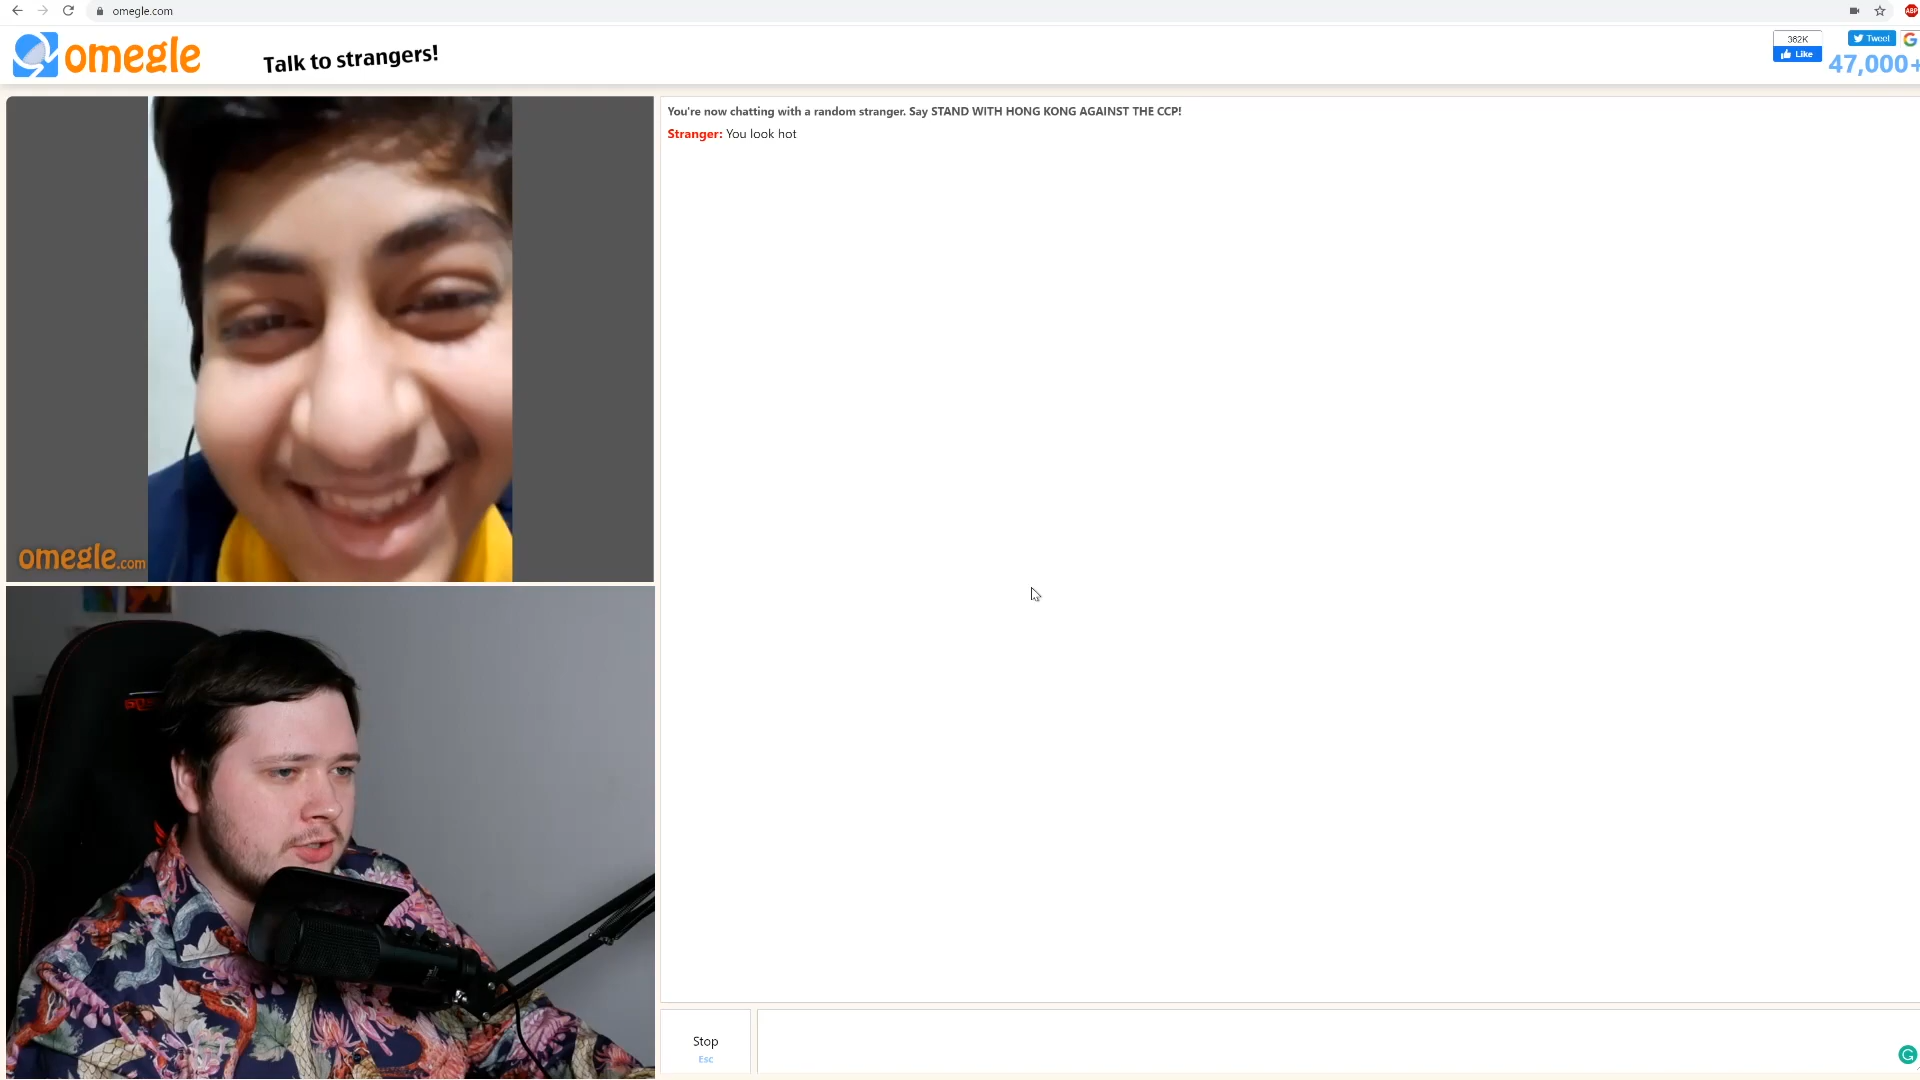 omegle.com
omegle
Talk to strangers!
362K
Like
Tweet
G
47,000+
ABP
You're now chatting with a random stranger. Say STAND WITH HONG KONG AGAINST THE CCP!
Stranger: You look hot
omegle.com
Stop
Esc
G